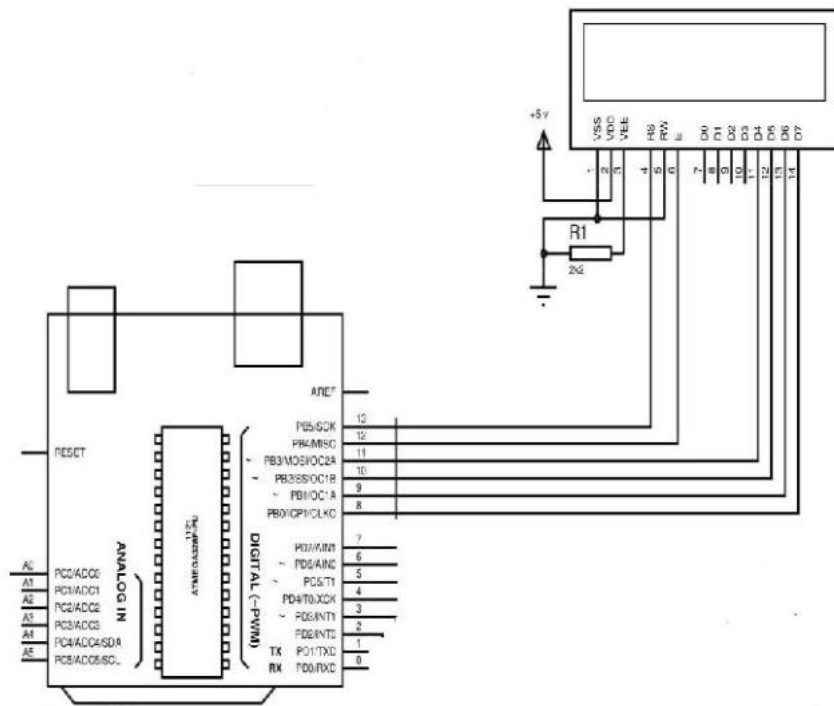 +5v
VSS
VDD
VEE
RS
RW
E
D0
D1
D2
D3
D4
D5
D6
D7
1
2
3
4
5
6
7
8
9
10
11
12
13
14
R1
2k2
AREF
RESET
PB5/SCK 13
PB4/MISO 12
~ PB3/MOSI/OC2A 11
~ PB2/SS/OC1B 10
~ PB1/OC1A 9
PB0/ICP1/CLKO 8
1121
ATMEGA328P-PU
ANALOG IN
DIGITAL (~PWM)
PD7/AIN1 7
~ PD6/AIN0 6
~ PD5/T1 5
PD4/T0/XCK 4
~ PD3/INT1 3
PD2/INT0 2
TX PD1/TXD 1
RX PD0/RXD 0
A0 PC0/ADC0
A1 PC1/ADC1
A2 PC2/ADC2
A3 PC3/ADC3
A4 PC4/ADC4/SDA
A5 PC5/ADC5/SCL